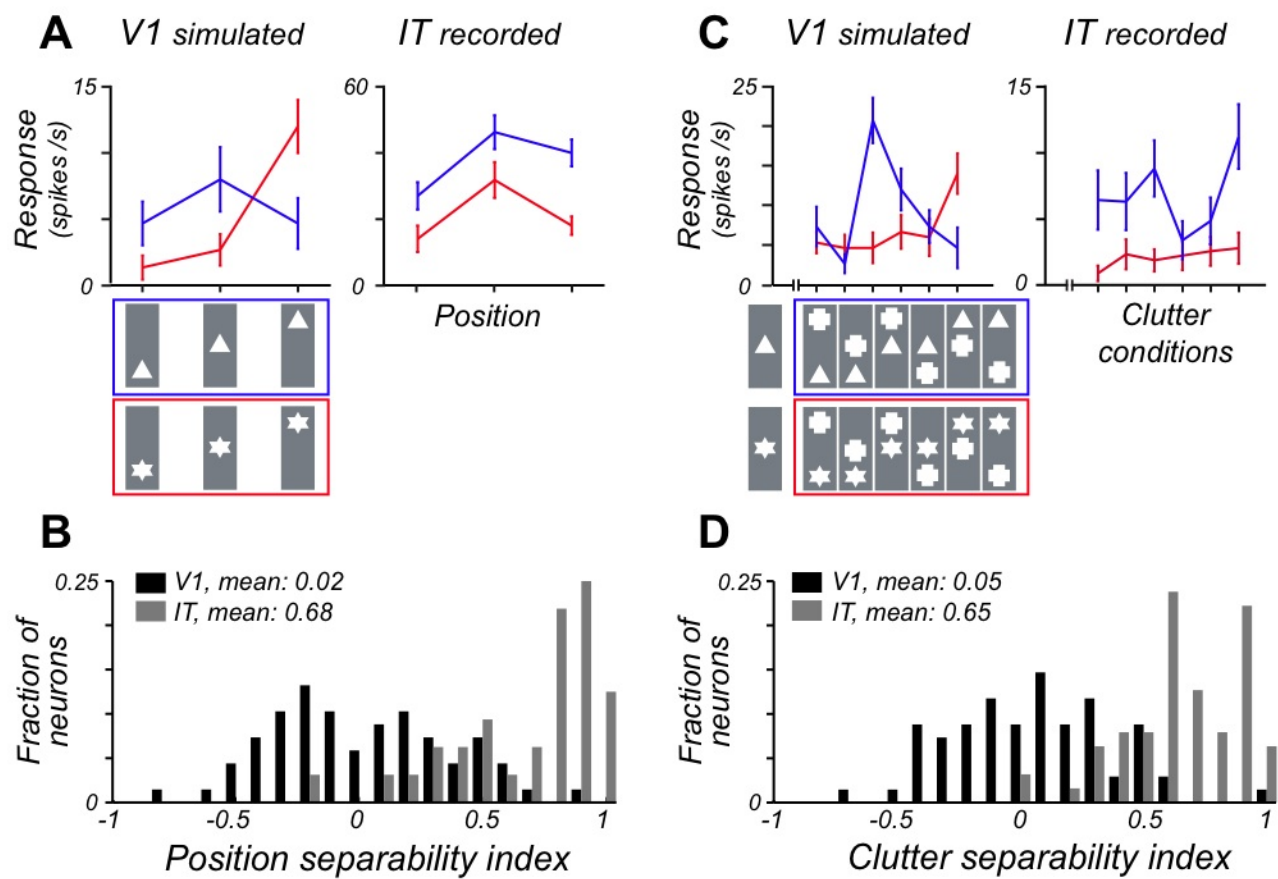 A
V1 simulated
IT recorded
Response
(spikes /s)
15
0
60
0
Position
C
V1 simulated
IT recorded
Response
(spikes /s)
25
0
15
0
Clutter
conditions
B
Fraction of
neurons
0.25
0
V1, mean: 0.02
IT, mean: 0.68
-1 -0.5 0 0.5 1
Position separability index
D
Fraction of
neurons
0.25
0
V1, mean: 0.05
IT, mean: 0.65
-1 -0.5 0 0.5 1
Clutter separability index